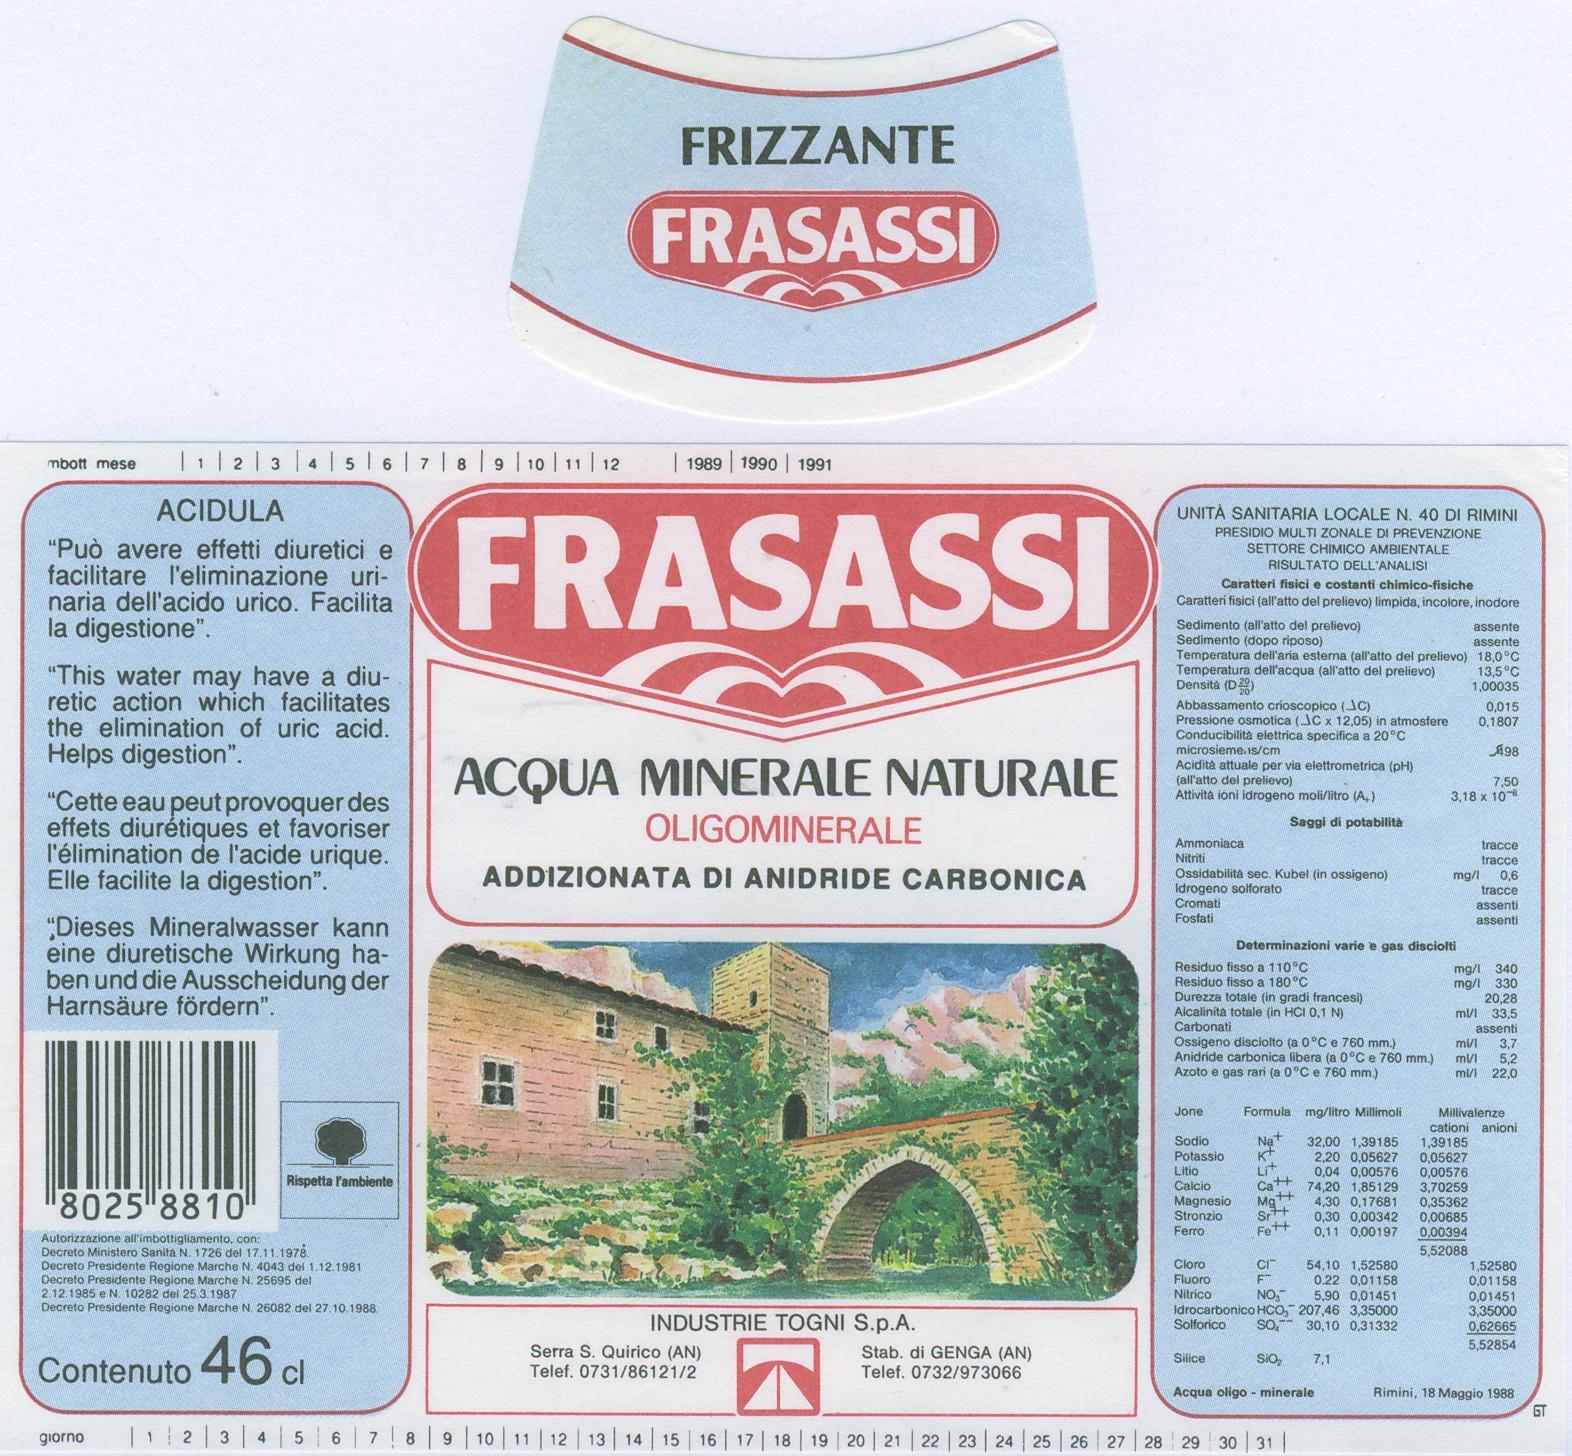 FRIZZANTE
FRASASSI
mbott mese | 1 | 2 | 3 | 4 | 5 | 6 | 7 | 8 | 9 | 10 | 11 | 12 | 1989 | 1990 | 1991
ACIDULA
“Può avere effetti diuretici e
facilitare l'eliminazione uri-
naria dell'acido urico. Facilita
la digestione”.
“This water may have a diu-
retic action which facilitates
the elimination of uric acid.
Helps digestion”.
“Cette eau peut provoquer des
effets diurétiques et favoriser
l'élimination de l'acide urique.
Elle facilite la digestion”.
“Dieses Mineralwasser kann
eine diuretische Wirkung ha-
ben und die Ausscheidung der
Harnsäure fördern”.
80258810
Rispetta l'ambiente
Autorizzazione all'imbottigliamento, con:
Decreto Ministero Sanità N. 1726 del 17.11.1978.
Decreto Presidente Regione Marche N. 4043 del 1.12.1981
Decreto Presidente Regione Marche N. 25695 del
2.12.1985 e N. 10282 del 25.3.1987
Decreto Presidente Regione Marche N. 26082 del 27.10.1988.
Contenuto 46 cl
FRASASSI
ACQUA MINERALE NATURALE
OLIGOMINERALE
ADDIZIONATA DI ANIDRIDE CARBONICA
INDUSTRIE TOGNI S.p.A.
Serra S. Quirico (AN)
Telef. 0731/86121/2
Stab. di GENGA (AN)
Telef. 0732/973066
UNITÀ SANITARIA LOCALE N. 40 DI RIMINI
PRESIDIO MULTI ZONALE DI PREVENZIONE
SETTORE CHIMICO AMBIENTALE
RISULTATO DELL'ANALISI
Caratteri fisici e costanti chimico-fisiche
Caratteri fisici (all'atto del prelievo) limpida, incolore, inodore
Sedimento (all'atto del prelievo) assente
Sedimento (dopo riposo) assente
Temperatura dell'aria esterna (all'atto del prelievo) 18,0°C
Temperatura dell'acqua (all'atto del prelievo) 13,5°C
Densità (D 20/20) 1,00035
Abbassamento crioscopico (⅃C) 0,015
Pressione osmotica (⅃C x 12,05) in atmosfere 0,1807
Conducibilità elettrica specifica a 20°C
microsiemens/cm 498
Acidità attuale per via elettrometrica (pH)
(all'atto del prelievo) 7,50
Attività ioni idrogeno moli/litro (A+) 3,18 x 10⁻⁸
Saggi di potabilità
Ammoniaca tracce
Nitriti tracce
Ossidabilità sec. Kubel (in ossigeno) mg/l 0,6
Idrogeno solforato tracce
Cromati assenti
Fosfati assenti
Determinazioni varie e gas disciolti
Residuo fisso a 110°C mg/l 340
Residuo fisso a 180°C mg/l 330
Durezza totale (in gradi francesi) 20,28
Alcalinità totale (in HCl 0,1 N) ml/l 33,5
Carbonati assenti
Ossigeno disciolto (a 0°C e 760 mm.) ml/l 3,7
Anidride carbonica libera (a 0°C e 760 mm.) ml/l 5,2
Azoto e gas rari (a 0°C e 760 mm.) ml/l 22,0
Jone Formula mg/litro Millimoli Millivalenze
cationi anioni
Sodio Na⁺ 32,00 1,39185 1,39185
Potassio K⁺ 2,20 0,05627 0,05627
Litio Li⁺ 0,04 0,00576 0,00576
Calcio Ca⁺⁺ 74,20 1,85129 3,70259
Magnesio Mg⁺⁺ 4,30 0,17681 0,35362
Stronzio Sr⁺⁺ 0,30 0,00342 0,00685
Ferro Fe⁺⁺ 0,11 0,00197 0,00394
5,52088
Cloro Cl⁻ 54,10 1,52580 1,52580
Fluoro F⁻ 0.22 0,01158 0,01158
Nitrico NO₃⁻ 5,90 0,01451 0,01451
Idrocarbonico HCO₃⁻ 207,46 3,35000 3,35000
Solforico SO₄⁻⁻ 30,10 0,31332 0,62665
5,52854
Silice SiO₂ 7,1
Acqua oligo - minerale Rimini, 18 Maggio 1988
GT
giorno | 1 | 2 | 3 | 4 | 5 | 6 | 7 | 8 | 9 | 10 | 11 | 12 | 13 | 14 | 15 | 16 | 17 | 18 | 19 | 20 | 21 | 22 | 23 | 24 | 25 | 26 | 27 | 28 | 29 | 30 | 31 |